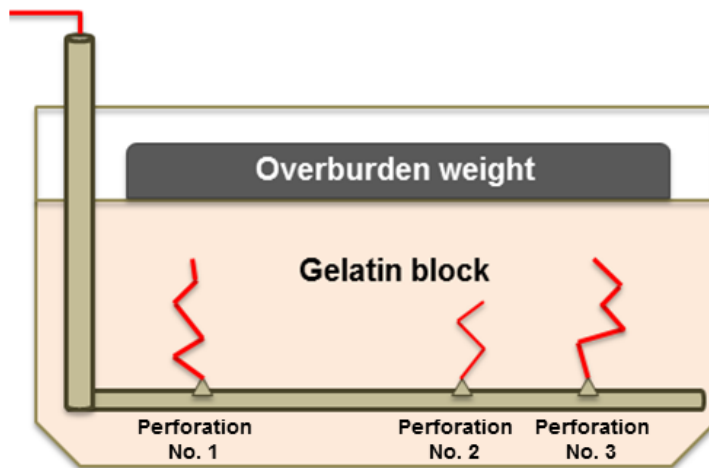 Overburden weight
Gelatin block
Perforation
No. 1
Perforation
No. 2
Perforation
No. 3